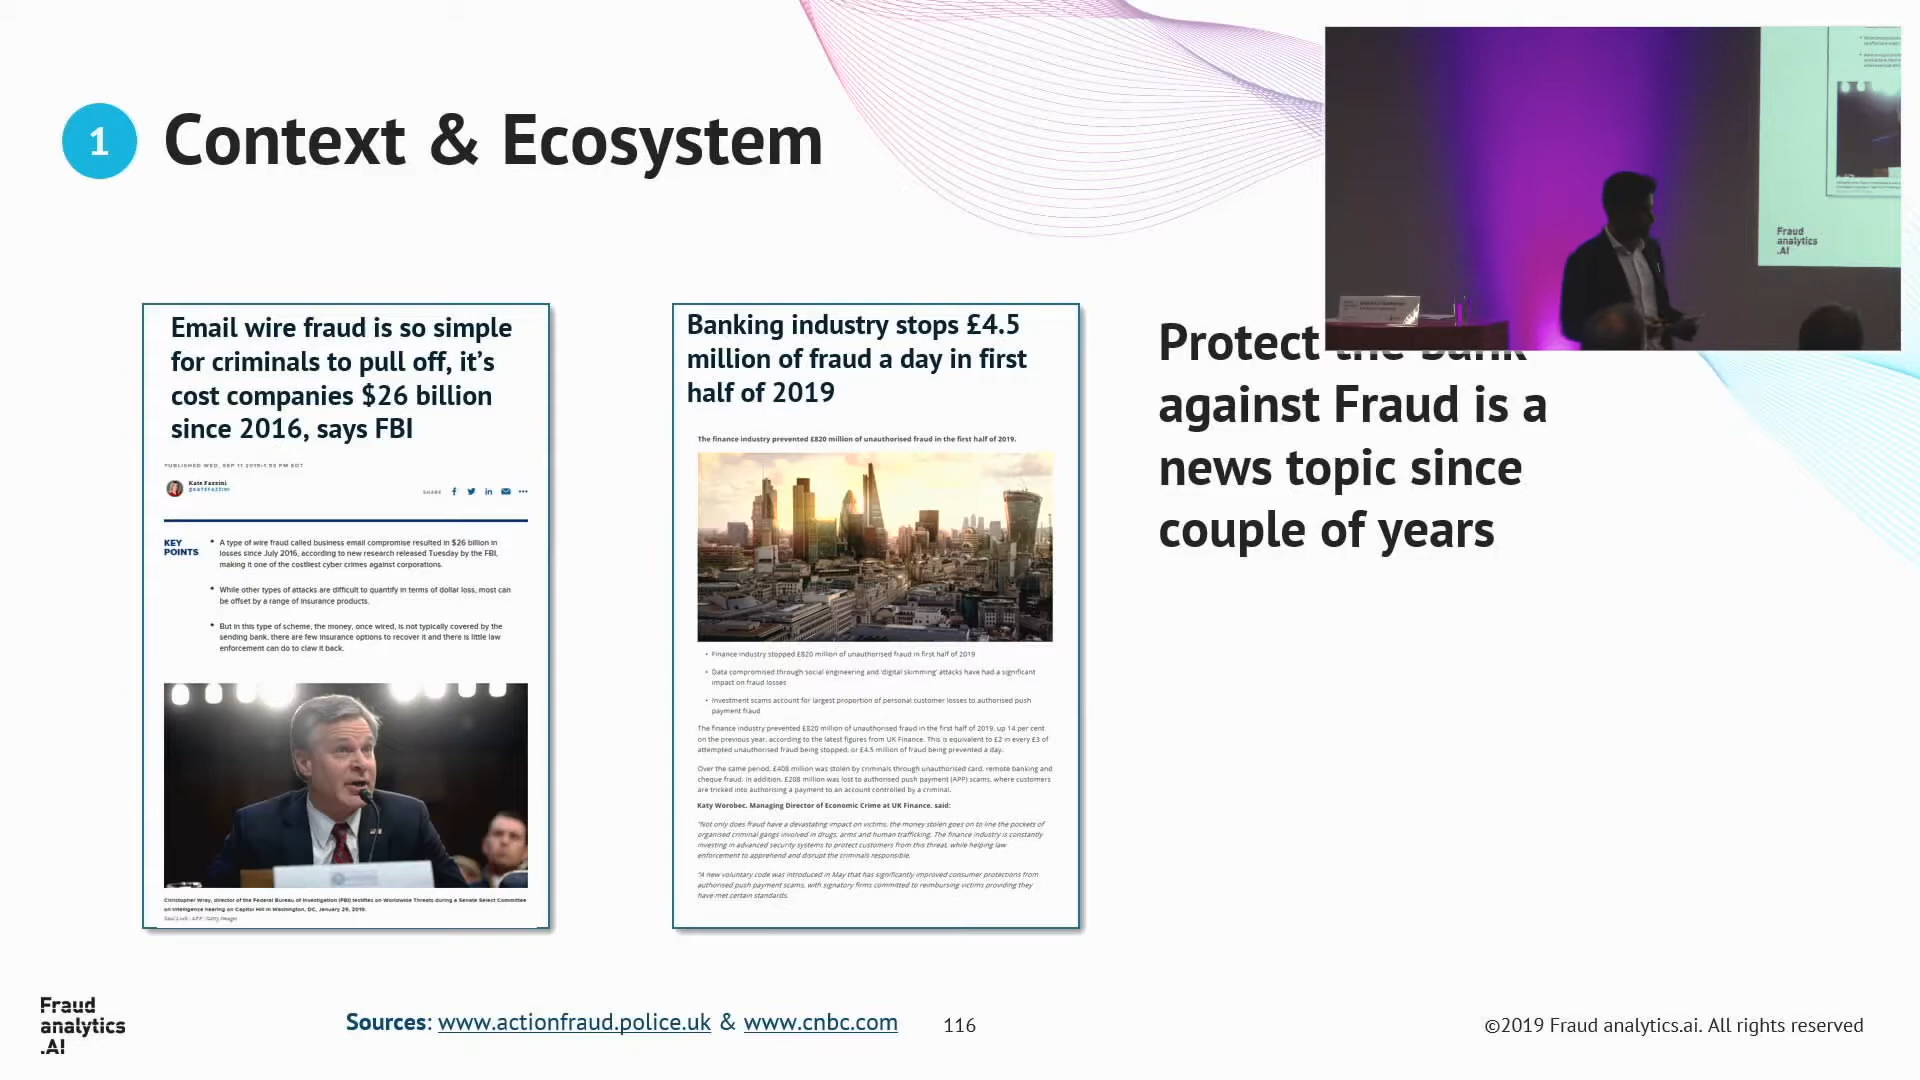 1
Context & Ecosystem
Email wire fraud is so simple
for criminals to pull off, it's
cost companies $26 billion
since 2016, says FBI
PUBLISHED WED, SEP 11 2019
Kate Fazzini
@KATEFAZZINI
SHARE
KEY
POINTS
• A type of wire fraud called business email compromise resulted in $26 billion in
losses since July 2016, according to new research released Tuesday by the FBI,
making it one of the costliest cyber crimes against corporations.
• While other types of attacks are difficult to quantify in terms of dollar loss, most can
be offset by a range of insurance products.
• But in this type of scheme, the money, once wired, is not typically covered by the
sending bank, there are few insurance options to recover it and there is little law
enforcement can do to claw it back.
Christopher Wray, director of the Federal Bureau of Investigation (FBI) testifies on Worldwide Threats during a Senate Select Committee
on Intelligence hearing on Capitol Hill in Washington, DC, January 29, 2019.
Saul Loeb | AFP | Getty Images
Banking industry stops £4.5
million of fraud a day in first
half of 2019
The finance industry prevented £820 million of unauthorised fraud in the first half of 2019.
• Finance industry stopped £820 million of unauthorised fraud in first half of 2019
• Data compromised through social engineering and 'digital skimming' attacks have had a significant
impact on fraud losses
• Investment scams account for largest proportion of personal customer losses to authorised push
payment fraud
The finance industry prevented £820 million of unauthorised fraud in the first half of 2019, up 14 per cent
on the previous year, according to the latest figures from UK Finance. This is equivalent to £2 in every £3 of
attempted unauthorised fraud being stopped, or £4.5 million of fraud being prevented a day.
Over the same period, £408 million was stolen by criminals through unauthorised card, remote banking and
cheque fraud. In addition, £208 million was lost to authorised push payment (APP) scams, where customers
are tricked into authorising a payment to an account controlled by a criminal.
Katy Worobec, Managing Director of Economic Crime at UK Finance, said:
"Not only does fraud have a devastating impact on victims, the money stolen goes on to line the pockets of
organised criminal gangs involved in drugs, arms and human trafficking. The finance industry is constantly
investing in advanced security systems to protect customers from this threat, while helping law
enforcement to apprehend and disrupt the criminals responsible.
"A new voluntary code was introduced in May that has significantly improved consumer protections from
authorised push payment scams, with signatory firms committed to reimbursing victims providing they
have met certain standards.
Protect the bank
against Fraud is a
news topic since
couple of years
Fraud
analytics
.AI
Fraud
analytics
.AI
Sources: www.actionfraud.police.uk & www.cnbc.com
116
©2019 Fraud analytics.ai. All rights reserved